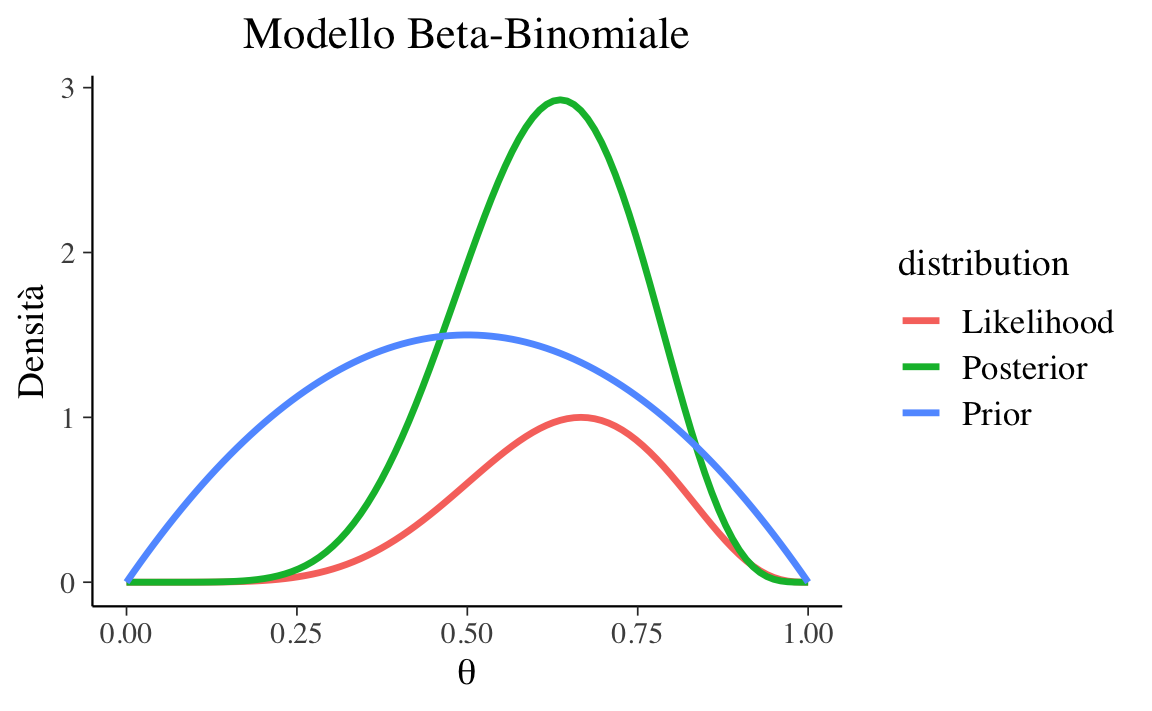 Modello Beta-Binomiale
Densità
3
2
1
0
0.00 0.25 0.50 0.75 1.00
θ
distribution
Likelihood
Posterior
Prior